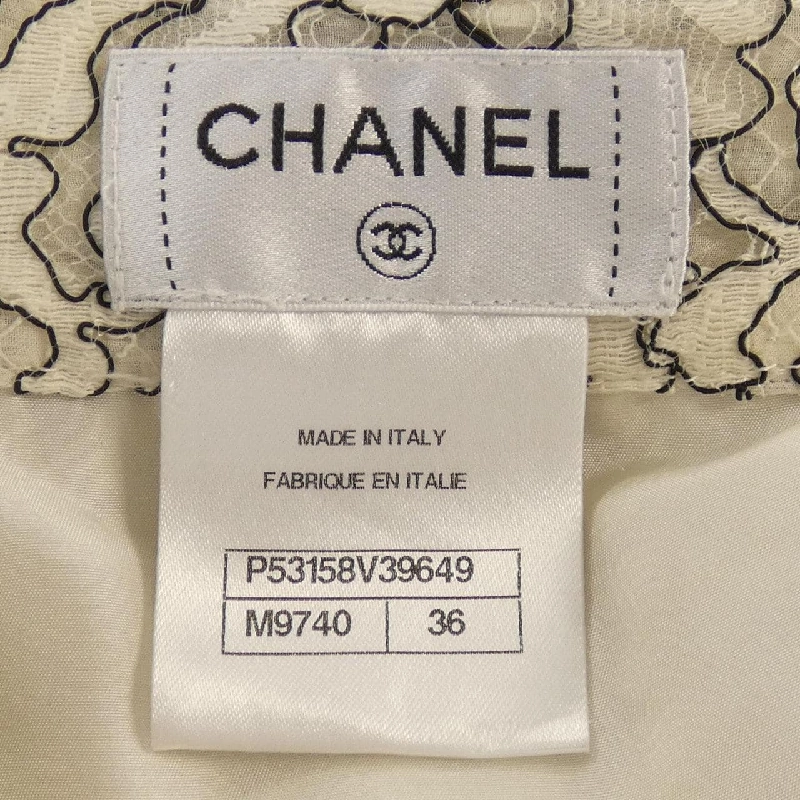 CHANEL
MADE IN ITALY
FABRIQUE EN ITALIE
P53158V39649
M9740 36